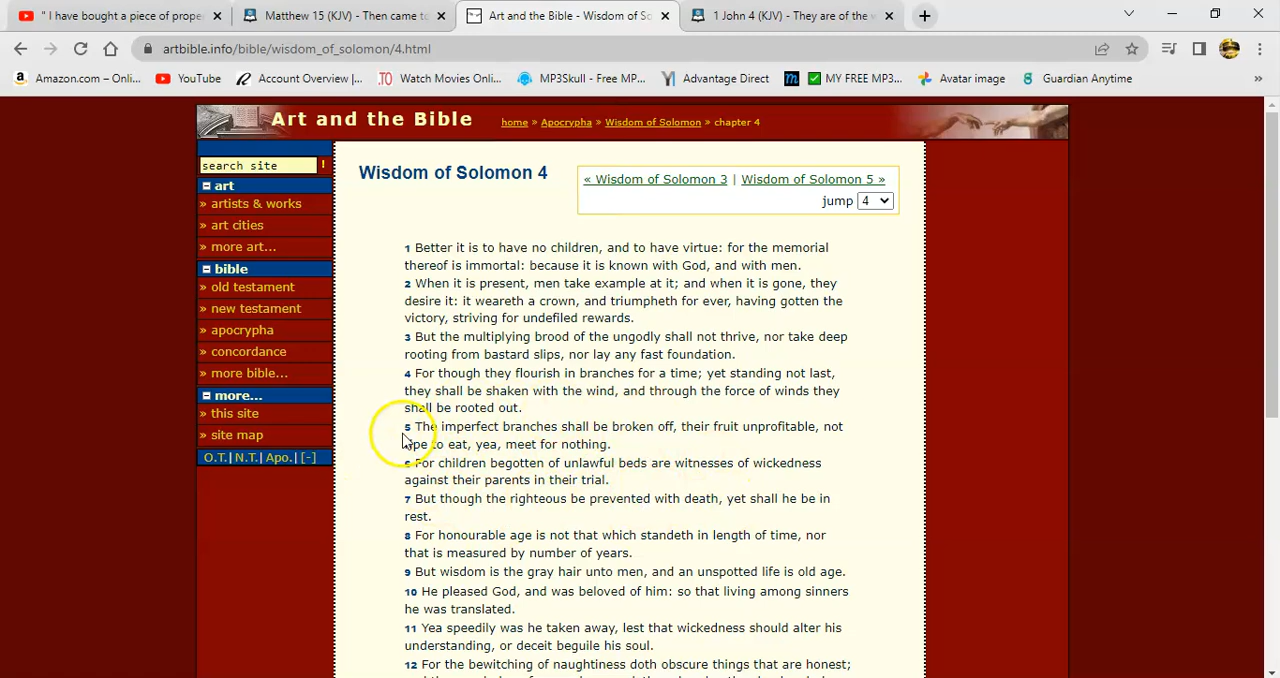 " I have bought a piece of prope
Matthew 15 (KJV) - Then came to
Art and the Bible - Wisdom of So
1 John 4 (KJV) - They are of the w
artbible.info/bible/wisdom_of_solomon/4.html
Amazon.com – Onli...
YouTube
Account Overview |...
Watch Movies Onli...
MP3Skull - Free MP...
Advantage Direct
MY FREE MP3...
Avatar image
Guardian Anytime
»
Art and the Bible
home » Apocrypha » Wisdom of Solomon » chapter 4
search site !
art
» artists & works
» art cities
» more art...
bible
» old testament
» new testament
» apocrypha
» concordance
» more bible...
more...
» this site
» site map
O.T.| N.T.| Apo.| [-]
Wisdom of Solomon 4
« Wisdom of Solomon 3 | Wisdom of Solomon 5 »
jump 4
1 Better it is to have no children, and to have virtue: for the memorial
thereof is immortal: because it is known with God, and with men.
2 When it is present, men take example at it; and when it is gone, they
desire it: it weareth a crown, and triumpheth for ever, having gotten the
victory, striving for undefiled rewards.
3 But the multiplying brood of the ungodly shall not thrive, nor take deep
rooting from bastard slips, nor lay any fast foundation.
4 For though they flourish in branches for a time; yet standing not last,
they shall be shaken with the wind, and through the force of winds they
shall be rooted out.
5 The imperfect branches shall be broken off, their fruit unprofitable, not
ripe to eat, yea, meet for nothing.
6 For children begotten of unlawful beds are witnesses of wickedness
against their parents in their trial.
7 But though the righteous be prevented with death, yet shall he be in
rest.
8 For honourable age is not that which standeth in length of time, nor
that is measured by number of years.
9 But wisdom is the gray hair unto men, and an unspotted life is old age.
10 He pleased God, and was beloved of him: so that living among sinners
he was translated.
11 Yea speedily was he taken away, lest that wickedness should alter his
understanding, or deceit beguile his soul.
12 For the bewitching of naughtiness doth obscure things that are honest;